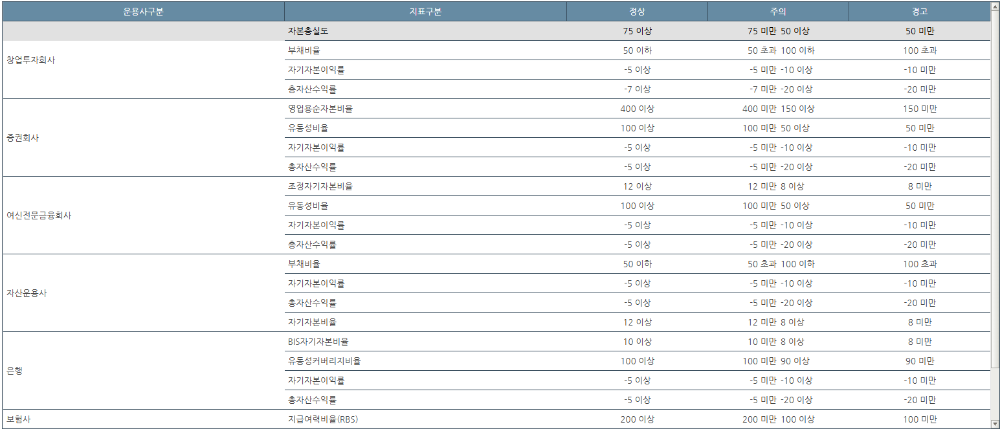 운용사구분 지표구분 경상 주의 경고
자본충실도 75 이상 75 미만 50 이상 50 미만
창업투자회사
부채비율 50 이하 50 초과 100 이하 100 초과
자기자본이익률 -5 이상 -5 미만 -10 이상 -10 미만
총자산수익률 -7 이상 -7 미만 -20 이상 -20 미만
증권회사
영업용순자본비율 400 이상 400 미만 150 이상 150 미만
유동성비율 100 이상 100 미만 50 이상 50 미만
자기자본이익률 -5 이상 -5 미만 -10 이상 -10 미만
총자산수익률 -5 이상 -5 미만 -20 이상 -20 미만
여신전문금융회사
조정자기자본비율 12 이상 12 미만 8 이상 8 미만
유동성비율 100 이상 100 미만 50 이상 50 미만
자기자본이익률 -5 이상 -5 미만 -10 이상 -10 미만
총자산수익률 -5 이상 -5 미만 -20 이상 -20 미만
자산운용사
부채비율 50 이하 50 초과 100 이하 100 초과
자기자본이익률 -5 이상 -5 미만 -10 이상 -10 미만
총자산수익률 -5 이상 -5 미만 -20 이상 -20 미만
자기자본비율 12 이상 12 미만 8 이상 8 미만
은행
BIS자기자본비율 10 이상 10 미만 8 이상 8 미만
유동성커버리지비율 100 이상 100 미만 90 이상 90 미만
자기자본이익률 -5 이상 -5 미만 -10 이상 -10 미만
총자산수익률 -5 이상 -5 미만 -20 이상 -20 미만
보험사 지급여력비율(RBS) 200 이상 200 미만 100 이상 100 미만